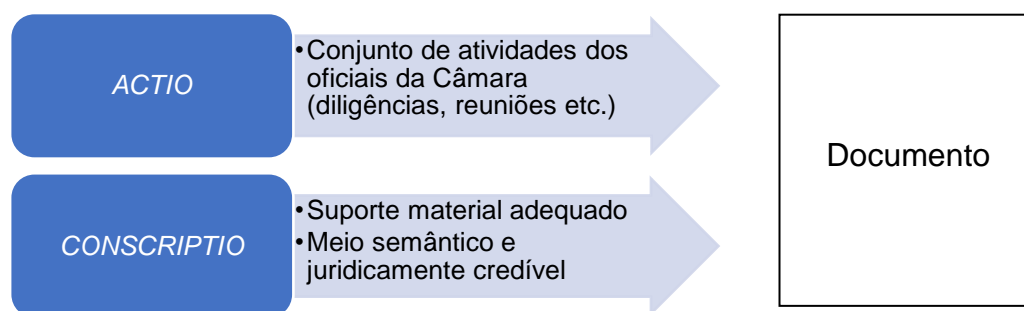 ACTIO
•Conjunto de atividades dos
oficiais da Câmara
(diligências, reuniões etc.)
CONSCRIPTIO
•Suporte material adequado
•Meio semântico e
juridicamente credível
Documento